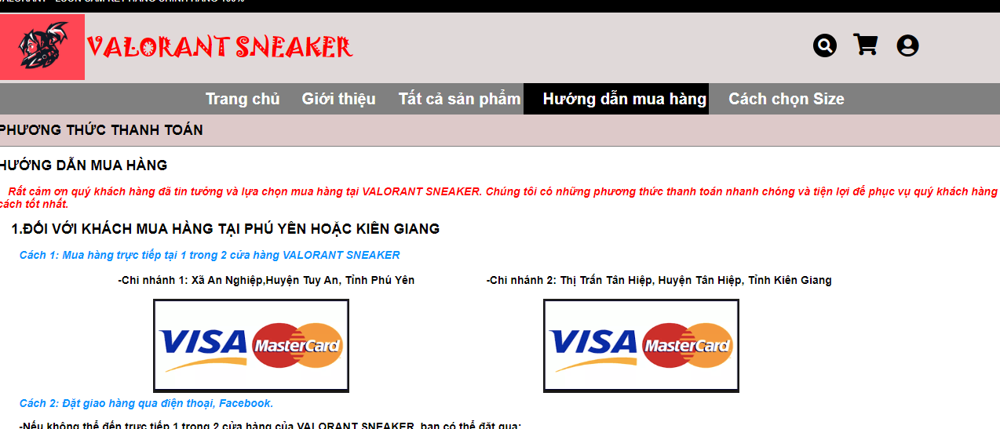 VALORANT - LUÔN CAM KẾT HÀNG CHÍNH HÃNG 100%
VALORANT SNEAKER
Trang chủ Giới thiệu Tất cả sản phẩm Hướng dẫn mua hàng Cách chọn Size
PHƯƠNG THỨC THANH TOÁN
HƯỚNG DẪN MUA HÀNG
Rất cảm ơn quý khách hàng đã tin tưởng và lựa chọn mua hàng tại VALORANT SNEAKER. Chúng tôi có những phương thức thanh toán nhanh chóng và tiện lợi để phục vụ quý khách hàng
cách tốt nhất.
1.ĐỐI VỚI KHÁCH MUA HÀNG TẠI PHÚ YÊN HOẶC KIÊN GIANG
Cách 1: Mua hàng trực tiếp tại 1 trong 2 cửa hàng VALORANT SNEAKER
-Chi nhánh 1: Xã An Nghiệp,Huyện Tuy An, Tỉnh Phú Yên -Chi nhánh 2: Thị Trấn Tân Hiệp, Huyện Tân Hiệp, Tỉnh Kiên Giang
VISA MasterCard VISA MasterCard
Cách 2: Đặt giao hàng qua điện thoại, Facebook.
-Nếu không thể đến trực tiếp 1 trong 2 cửa hàng của VALORANT SNEAKER, bạn có thể đặt qua: